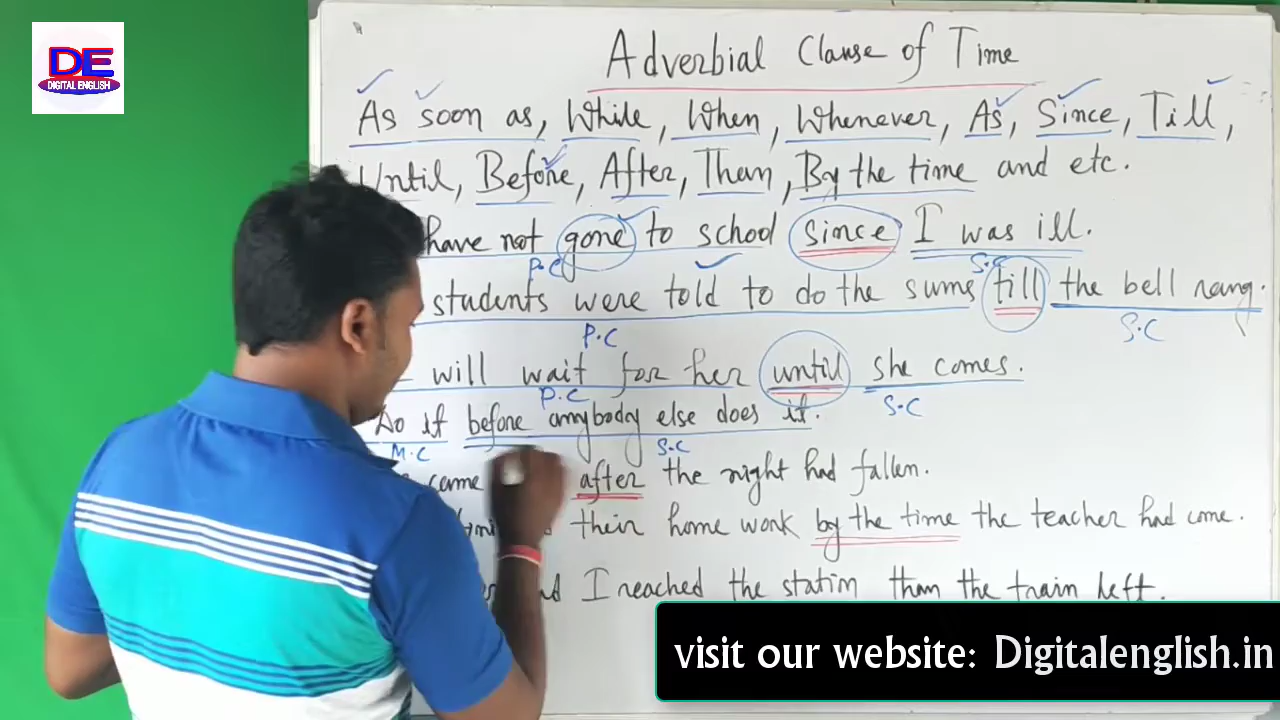 DE
DIGITAL ENGLISH
Adverbial Clause of Time
As soon as, While, When, Whenever, As, Since, Till,
Until, Before, After, Than, By the time and etc.
have not gone to school since I was ill.
P.C S.C
students were told to do the sums till the bell rang.
P.C S.C
will wait for her until she comes.
P.C S.C
Do it before anybody else does it.
M.C S.C
came after the night had fallen.
their home work by the time the teacher had come.
I reached the station than the train left.
visit our website: Digitalenglish.in